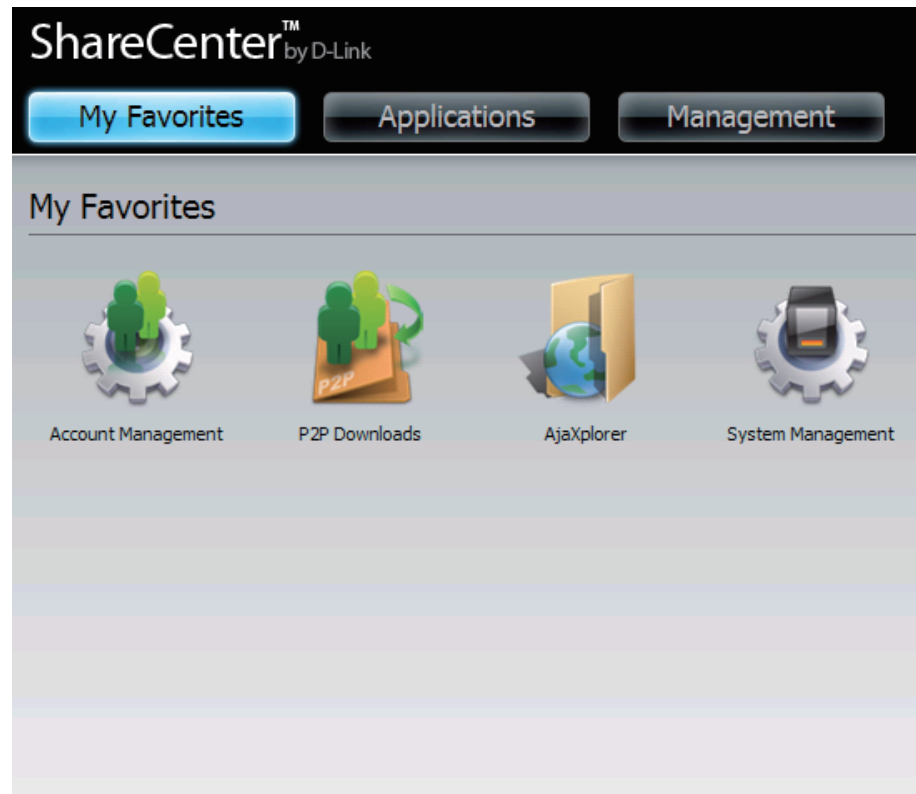 ShareCenter™ by D-Link
My Favorites Applications Management
My Favorites
P2P
Account Management P2P Downloads AjaXplorer System Management